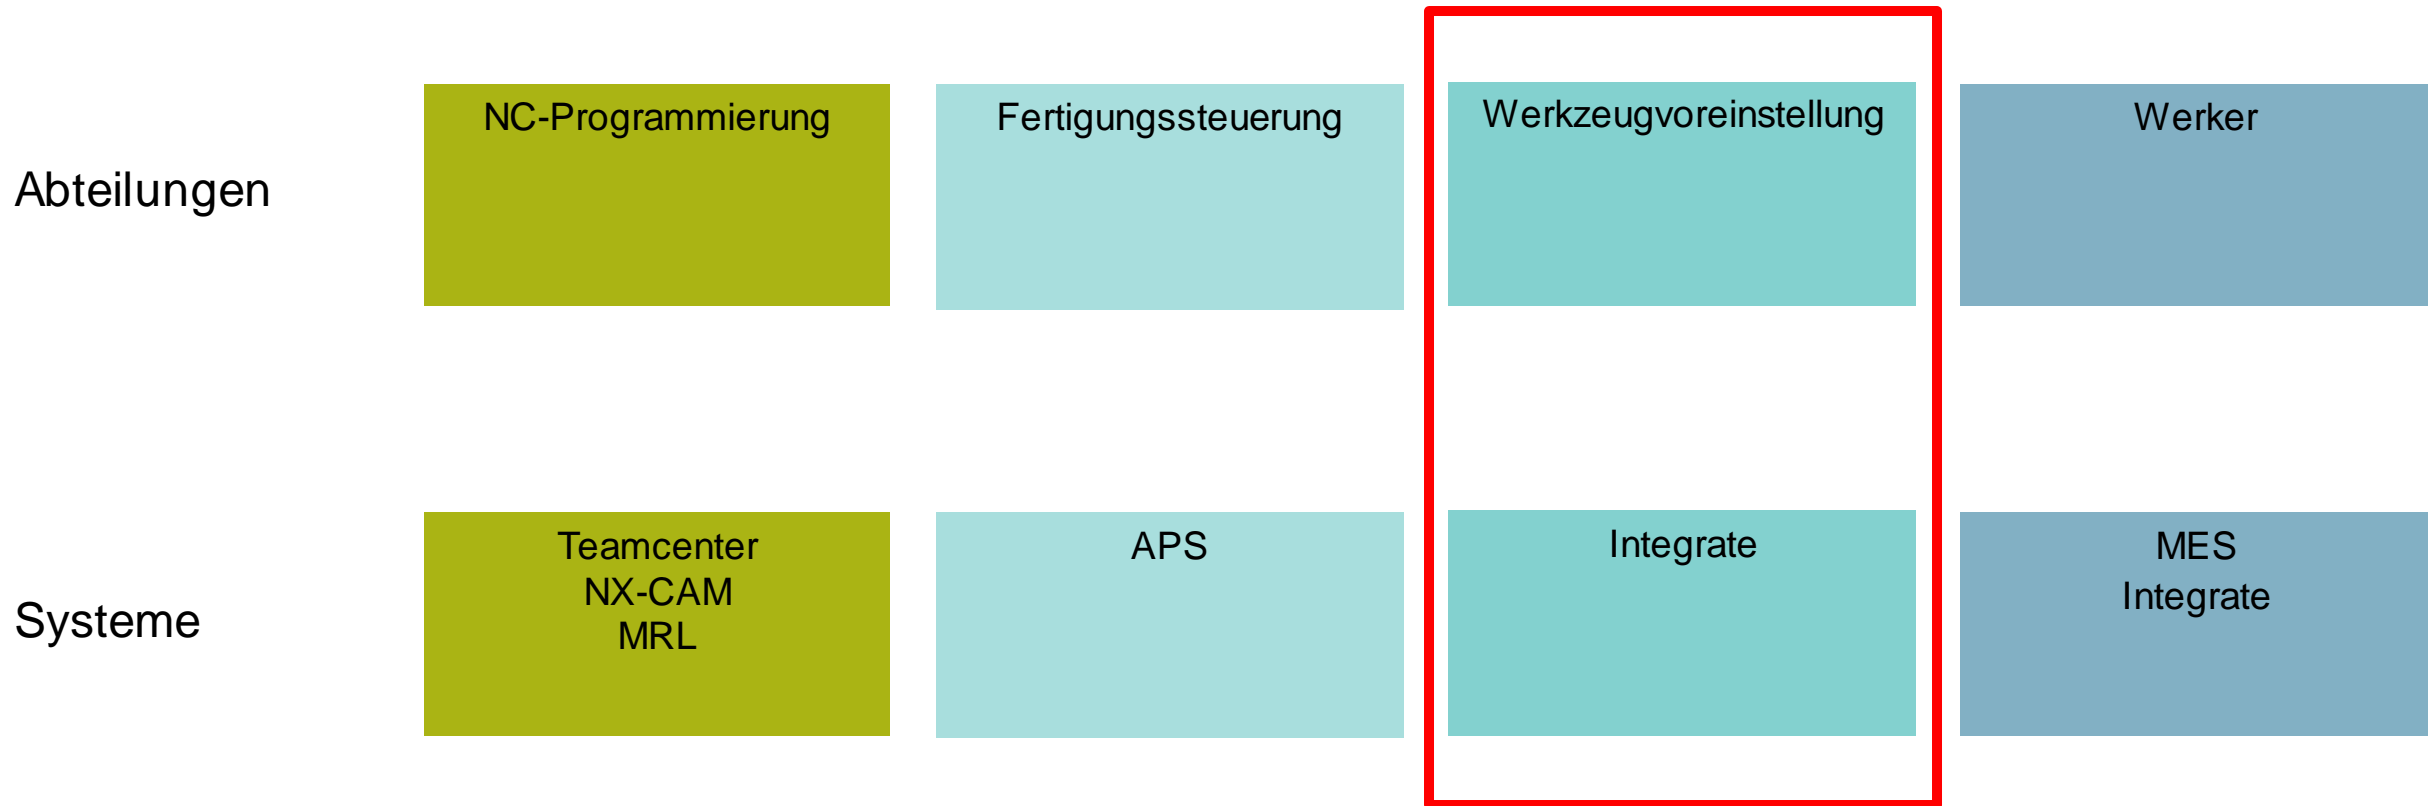 Abteilungen
NC-Programmierung
Fertigungssteuerung
Werkzeugvoreinstellung
Werker
Systeme
Teamcenter
NX-CAM
MRL
APS
Integrate
MES
Integrate